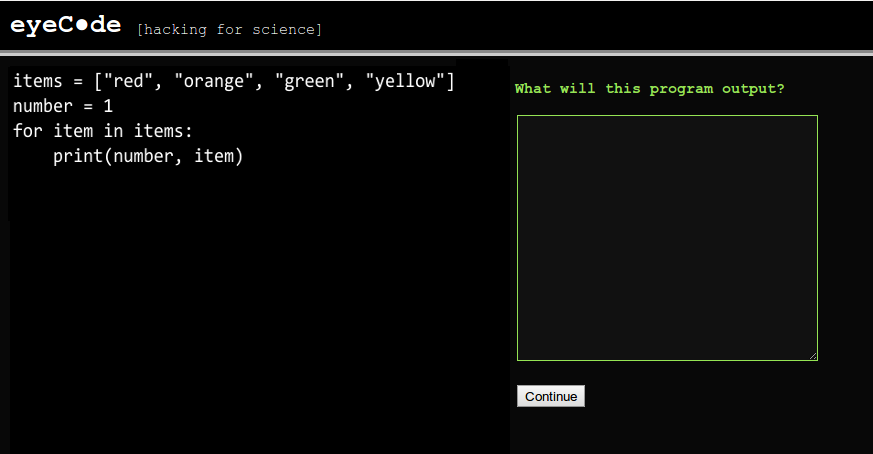 eyeC●de [hacking for science]
items = ["red", "orange", "green", "yellow"]
number = 1
for item in items:
    print(number, item)
What will this program output?
Continue